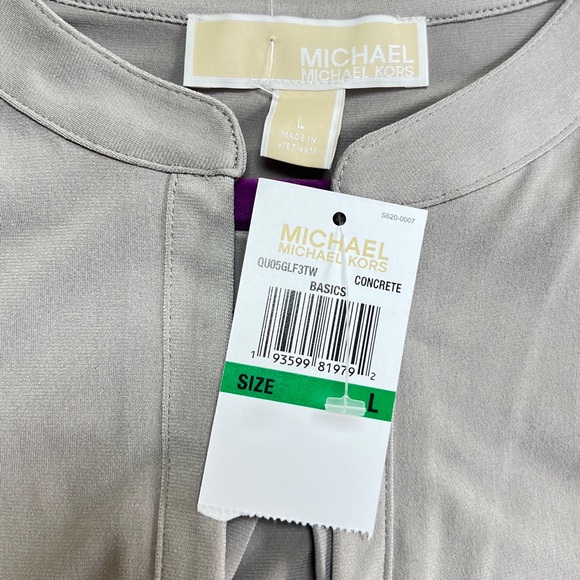 MICHAEL
MICHAEL KORS
L
MADE IN
VIETNAM
S620-0007
MICHAEL
MICHAEL KORS
QU05GLF3TW
CONCRETE
BASICS
1 93599 81979 2
SIZE L